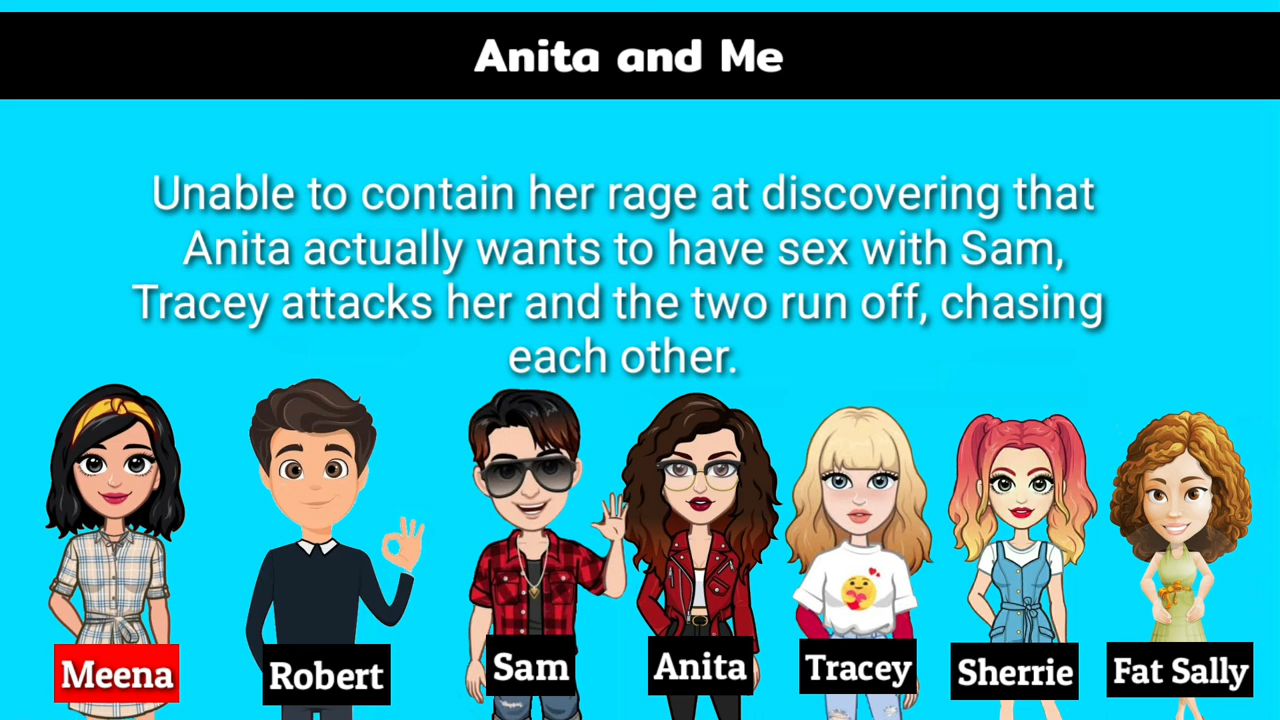 Anita and Me
Unable to contain her rage at discovering that
Anita actually wants to have sex with Sam,
Tracey attacks her and the two run off, chasing
each other.
Meena
Robert
Sam
Anita
Tracey
Sherrie
Fat Sally